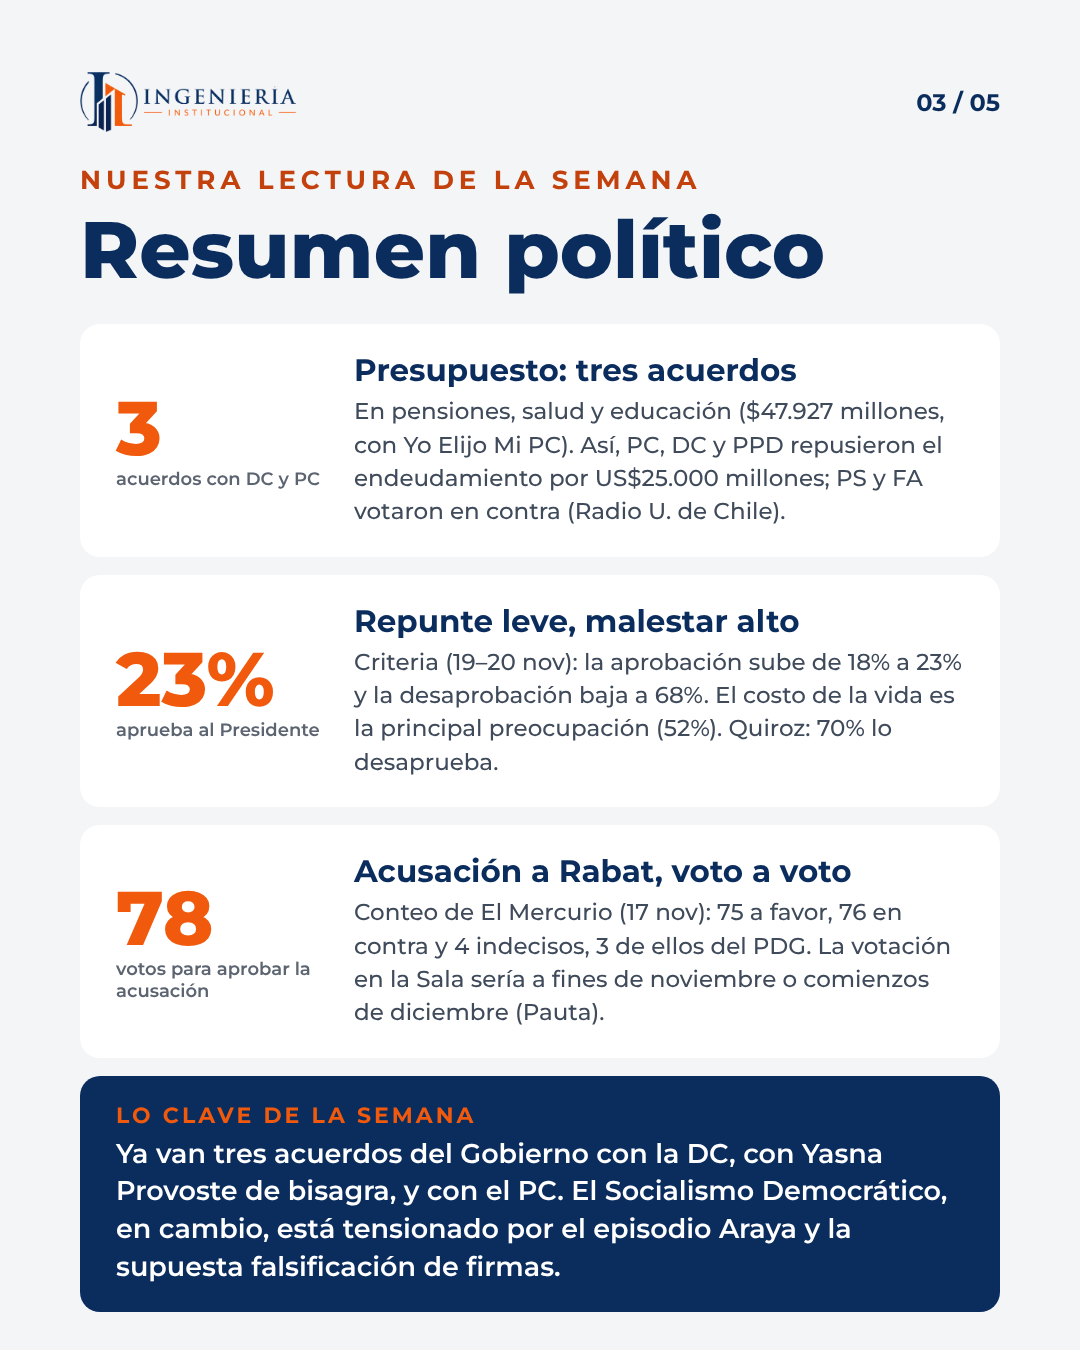 INGENIERIA
INSTITUCIONAL
03 / 05
NUESTRA LECTURA DE LA SEMANA
Resumen político
3
acuerdos con DC y PC
Presupuesto: tres acuerdos
En pensiones, salud y educación ($47.927 millones,
con Yo Elijo Mi PC). Así, PC, DC y PPD repusieron el
endeudamiento por US$25.000 millones; PS y FA
votaron en contra (Radio U. de Chile).
23%
aprueba al Presidente
Repunte leve, malestar alto
Criteria (19–20 nov): la aprobación sube de 18% a 23%
y la desaprobación baja a 68%. El costo de la vida es
la principal preocupación (52%). Quiroz: 70% lo
desaprueba.
78
votos para aprobar la
acusación
Acusación a Rabat, voto a voto
Conteo de El Mercurio (17 nov): 75 a favor, 76 en
contra y 4 indecisos, 3 de ellos del PDG. La votación
en la Sala sería a fines de noviembre o comienzos
de diciembre (Pauta).
LO CLAVE DE LA SEMANA
Ya van tres acuerdos del Gobierno con la DC, con Yasna
Provoste de bisagra, y con el PC. El Socialismo Democrático,
en cambio, está tensionado por el episodio Araya y la
supuesta falsificación de firmas.